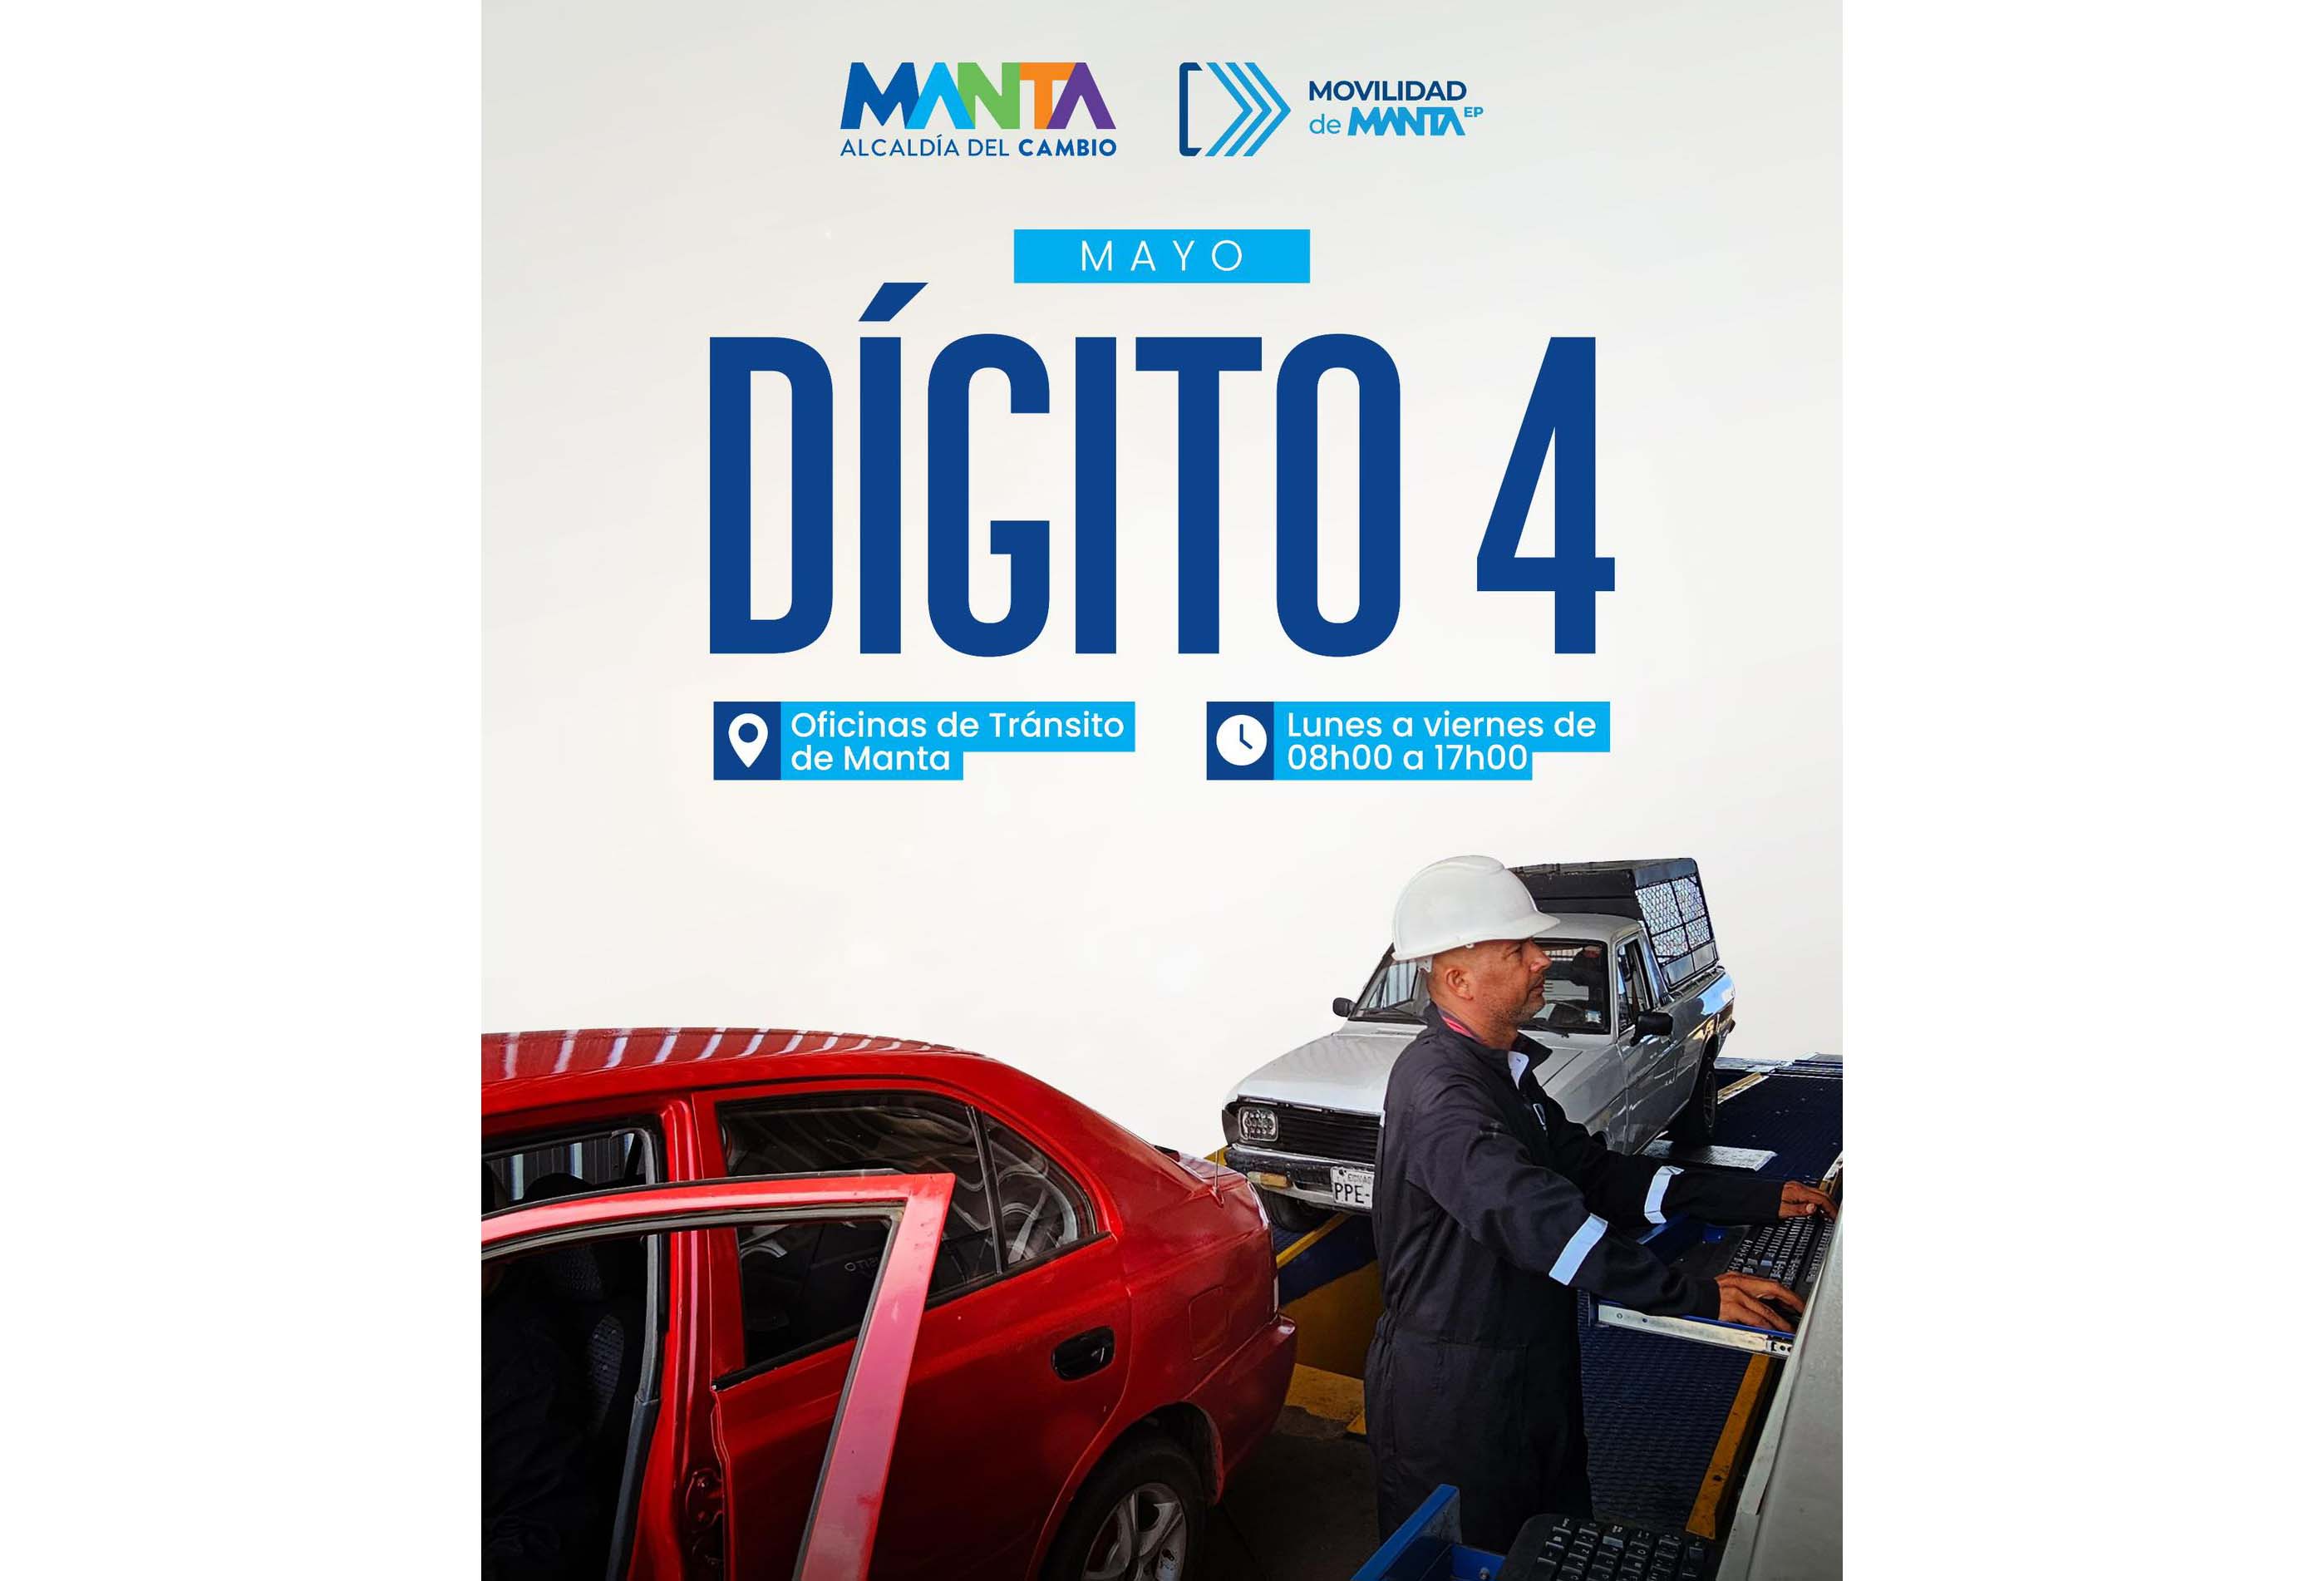 MANTA
ALCALDÍA DEL CAMBIO
MOVILIDAD
de MANTA EP
MAYO
DÍGITO 4
Oficinas de Tránsito
de Manta
Lunes a viernes de
08h00 a 17h00
PPE-